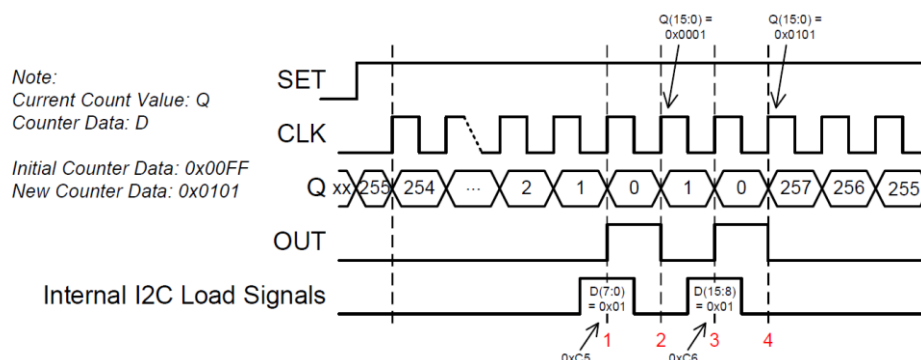 Q(15:0) =
0x0001
Q(15:0) =
0x0101
Note:
Current Count Value: Q
Counter Data: D
Initial Counter Data: 0x00FF
New Counter Data: 0x0101
SET
CLK
Q
xx 255 254 ... 2 1 0 1 0 257 256 255
OUT
Internal I2C Load Signals
D(7:0)
= 0x01
D(15:8)
= 0x01
1 2 3 4
0xC5
0xC6